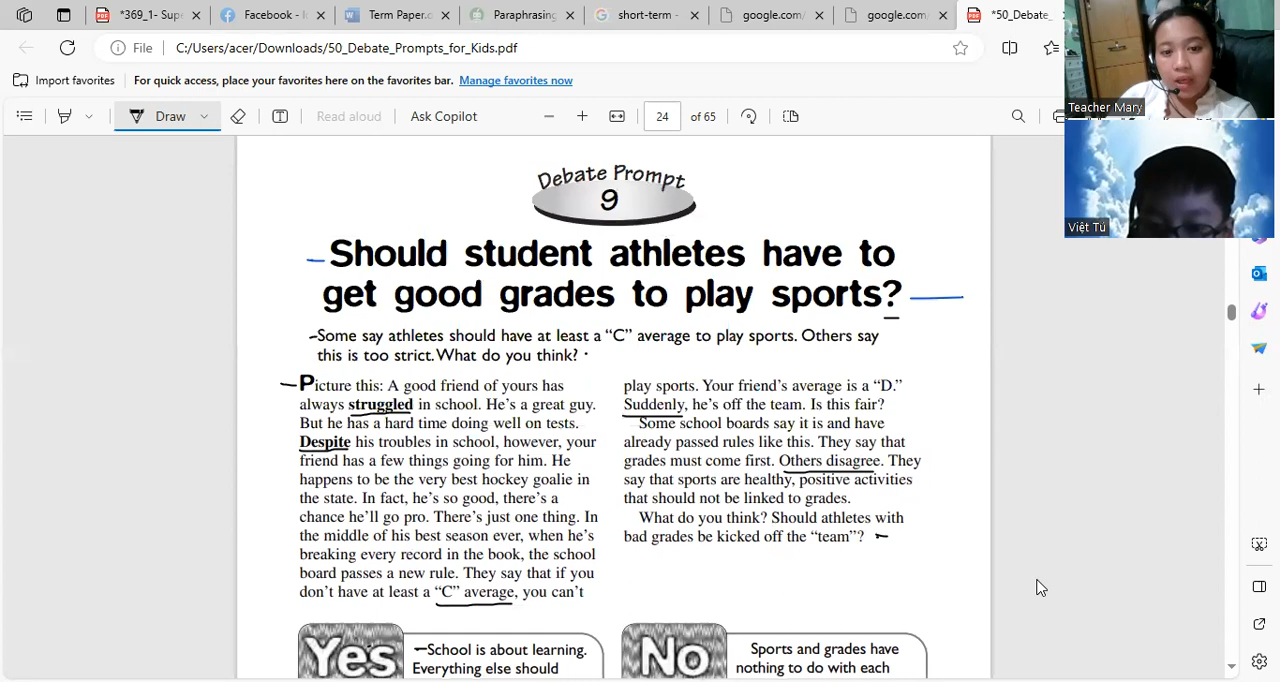 *369_1- Sup
Facebook - l
Term Paper.c
Paraphrasing
short-term -
google.com/
google.com/
*50_Debate_
File
C:/Users/acer/Downloads/50_Debate_Prompts_for_Kids.pdf
Import favorites
For quick access, place your favorites here on the favorites bar. Manage favorites now
Draw
Read aloud
Ask Copilot
24
of 65
Teacher Mary
Việt Tú
Debate Prompt
9
Should student athletes have to
get good grades to play sports?
Some say athletes should have at least a “C” average to play sports. Others say
this is too strict. What do you think?
Picture this: A good friend of yours has
always struggled in school. He’s a great guy.
But he has a hard time doing well on tests.
Despite his troubles in school, however, your
friend has a few things going for him. He
happens to be the very best hockey goalie in
the state. In fact, he’s so good, there’s a
chance he’ll go pro. There’s just one thing. In
the middle of his best season ever, when he’s
breaking every record in the book, the school
board passes a new rule. They say that if you
don’t have at least a “C” average, you can’t
play sports. Your friend’s average is a “D.”
Suddenly, he’s off the team. Is this fair?
Some school boards say it is and have
already passed rules like this. They say that
grades must come first. Others disagree. They
say that sports are healthy, positive activities
that should not be linked to grades.
What do you think? Should athletes with
bad grades be kicked off the “team”?
Yes
School is about learning.
Everything else should
No
Sports and grades have
nothing to do with each